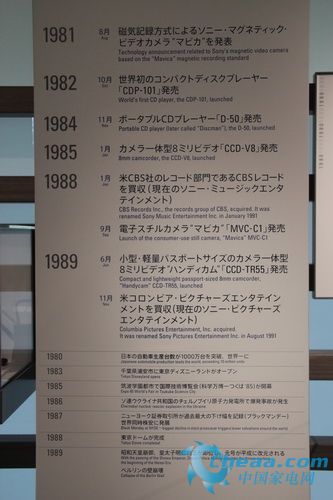 1981 8月 磁気記録方式によるソニー・マグネティック・
Aug ビデオカメラ“マビカ”を発表
Technology announcement related to Sony's magnetic video camera
based on the "Mavica" magnetic recording standard
1982 10月 世界初のコンパクトディスクプレーヤー
Oct 「CDP-101」発売
World's first CD player, the CDP-101, launched
1984 11月 ポータブルCDプレーヤー「D-50」発売
Nov Portable CD player (later called "Discman"), the D-50, launched
1985 1月 カメラ一体型8ミリビデオ「CCD-V8」発売
Jan 8mm camcorder, the CCD-V8, launched
1988 1月 米CBS社のレコード部門であるCBSレコード
Jan を買収(現在のソニー・ミュージックエンタ
テインメント)
CBS Records Inc., the records group of CBS, acquired. It was
renamed Sony Music Entertainment Inc. in January 1991
9月 電子スチルカメラ“マビカ”「MVC-C1」発売
Sep Launch of the consumer-use still camera, "Mavica" MVC-C1
1989 6月 小型・軽量パスポートサイズのカメラ一体型
Jun 8ミリビデオ“ハンディカム”「CCD-TR55」発売
Compact and lightweight passport-sized 8mm camcorder,
"Handycam" CCD-TR55, launched
11月 米コロンビア・ピクチャーズエンタテイン
Nov メントを買収(現在のソニー・ピクチャー
ズエンタテインメント)
Columbia Pictures Entertainment, Inc. acquired.
It was renamed Sony Pictures Entertainment Inc. in August 1991
1980 日本の自動車生産台数が1000万台を突破、世界一に
1983 千葉県浦安市に東京ディズニーランドがオープン
Tokyo Disneyland opens
1985 筑波学園都市で国際技術博覧会(科学万博一つくば'85)が開幕
1986 ソ連ウクライナ共和国のチェルノブイリ原子力発電所で爆発事故が発生
1987 ニューヨーク証券取引所が過去最大の下げ幅を記録(ブラックマンデー)
世界同時株安に発展
1988 東京ドームが完成
Tokyo Dome completed
1989 昭和天皇崩御、皇太子明仁親王が即位、元号が平成に改元される
ベルリンの壁崩壊
Collapse of the Berlin Wall
cheaa.com
中国家电网